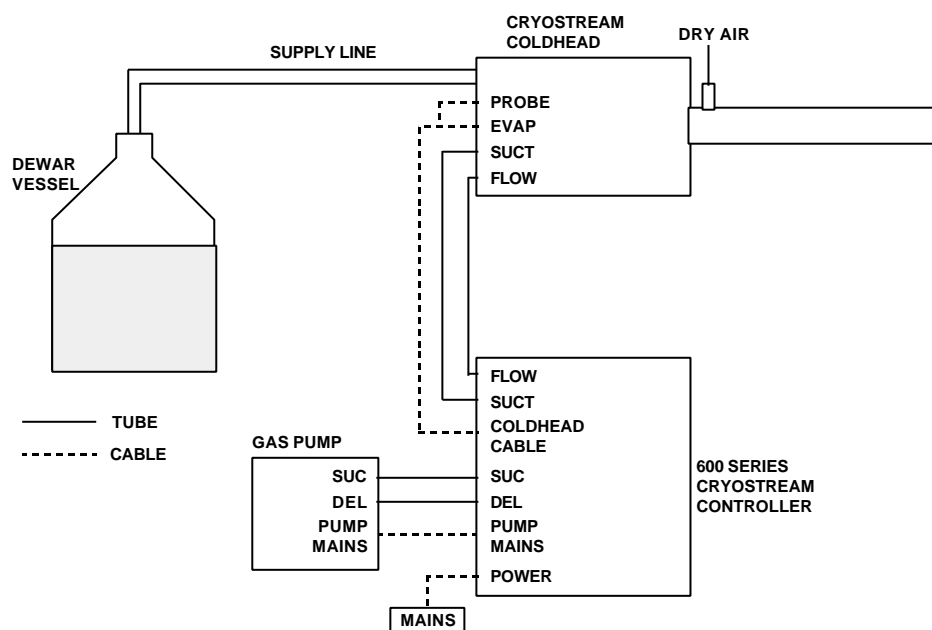 CRYOSTREAM
COLDHEAD
DRY AIR
SUPPLY LINE
PROBE
EVAP
SUCT
FLOW
DEWAR
VESSEL
FLOW
SUCT
COLDHEAD
CABLE
SUC
DEL
PUMP
MAINS
POWER
TUBE
CABLE
GAS PUMP
SUC
DEL
PUMP
MAINS
600 SERIES
CRYOSTREAM
CONTROLLER
MAINS